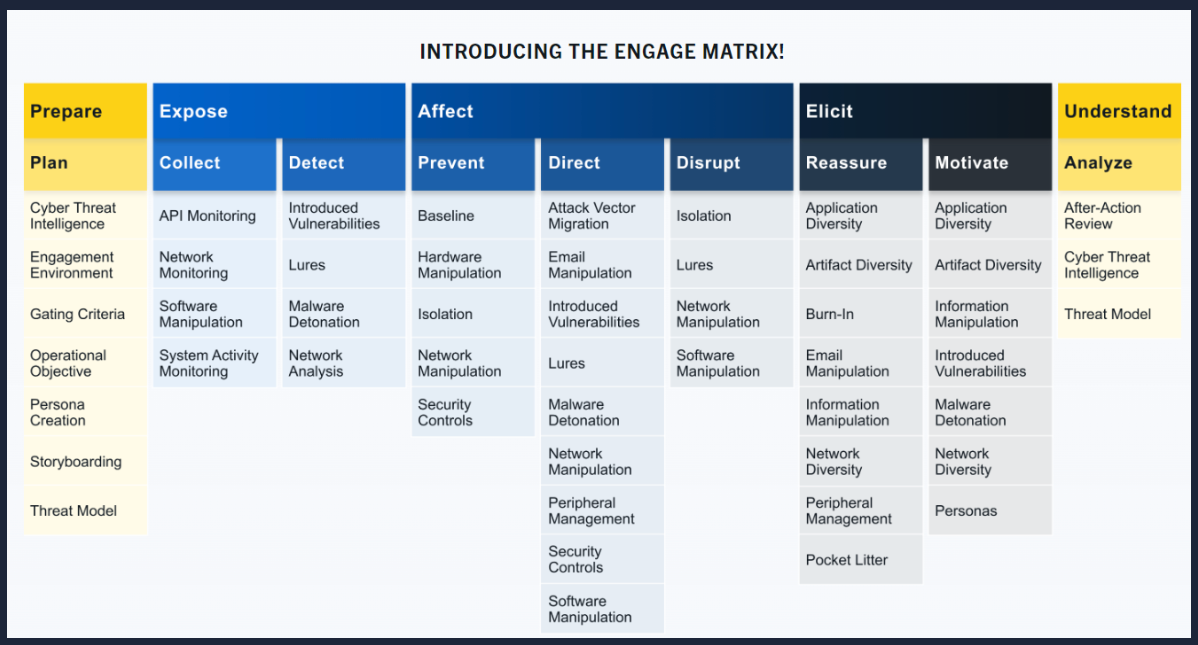 INTRODUCING THE ENGAGE MATRIX!
Prepare
Expose
Affect
Elicit
Understand
Plan
Collect
Detect
Prevent
Direct
Disrupt
Reassure
Motivate
Analyze
Cyber Threat
Intelligence
Engagement
Environment
Gating Criteria
Operational
Objective
Persona
Creation
Storyboarding
Threat Model
API Monitoring
Network
Monitoring
Software
Manipulation
System Activity
Monitoring
Introduced
Vulnerabilities
Lures
Malware
Detonation
Network
Analysis
Baseline
Hardware
Manipulation
Isolation
Network
Manipulation
Security
Controls
Attack Vector
Migration
Email
Manipulation
Introduced
Vulnerabilities
Lures
Malware
Detonation
Network
Manipulation
Peripheral
Management
Security
Controls
Software
Manipulation
Isolation
Lures
Network
Manipulation
Software
Manipulation
Application
Diversity
Artifact Diversity
Burn-In
Email
Manipulation
Information
Manipulation
Network
Diversity
Peripheral
Management
Pocket Litter
Application
Diversity
Artifact Diversity
Information
Manipulation
Introduced
Vulnerabilities
Malware
Detonation
Network
Diversity
Personas
After-Action
Review
Cyber Threat
Intelligence
Threat Model